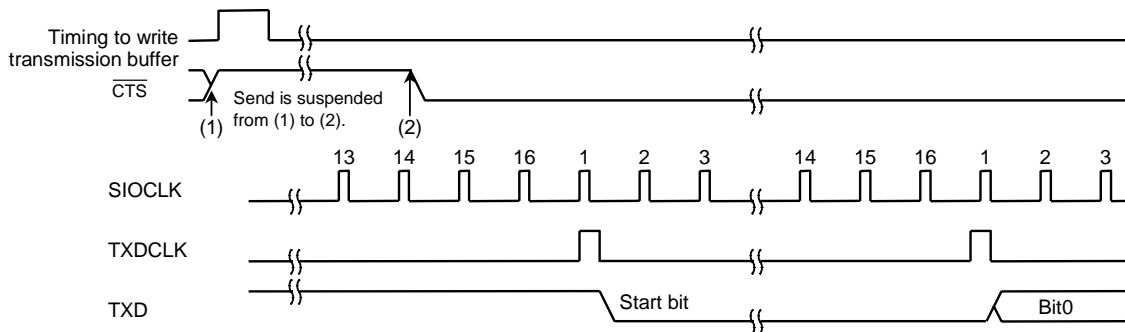 Timing to write
transmission buffer
CTS
Send is suspended
from (1) to (2).
(1)
(2)
13 14 15 16 1 2 3 14 15 16 1 2 3
SIOCLK
TXDCLK
TXD
Start bit
Bit0